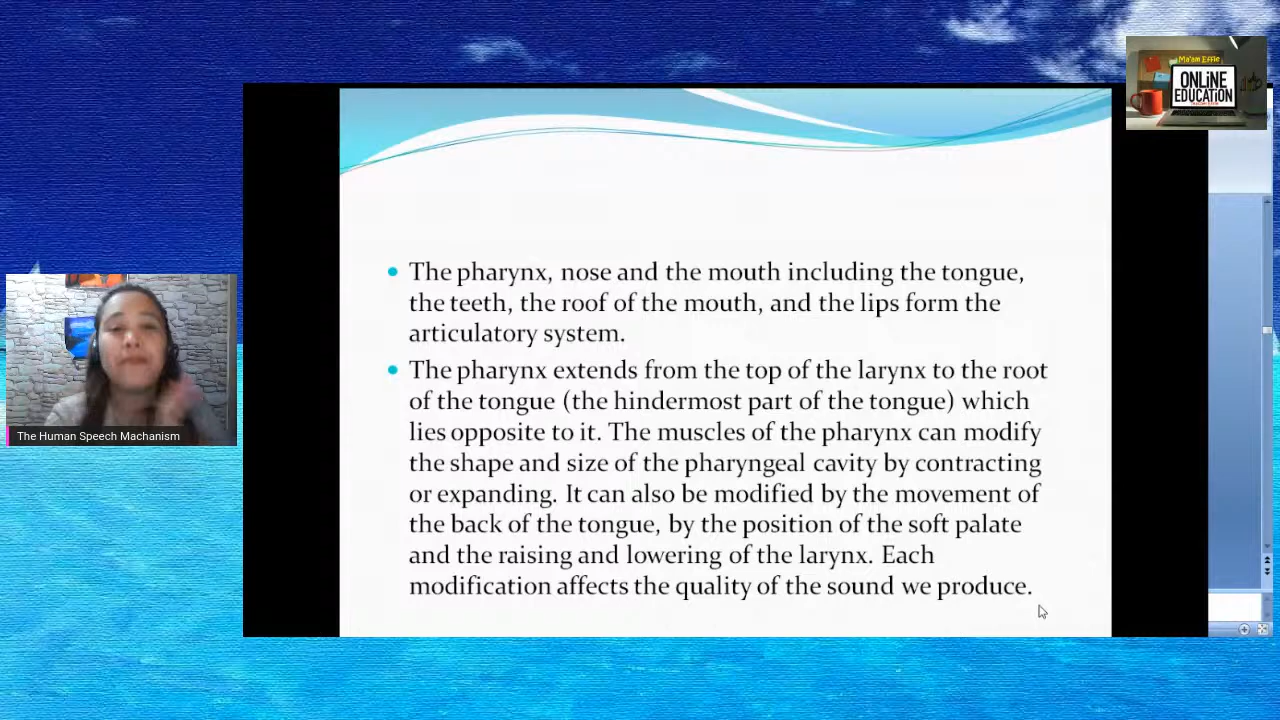 Ma'am Effie
ONLINE
EDUCATION
The pharynx, nose and the mouth including the tongue,
the teeth, the roof of the mouth, and the lips form the
articulatory system.
The pharynx extends from the top of the larynx to the root
of the tongue (the hindermost part of the tongue) which
lies opposite to it. The muscles of the pharynx can modify
the shape and size of the pharyngeal cavity by contracting
or expanding. It can also be modified by the movement of
the back of the tongue, by the position of the soft palate
and the raising and lowering of the larynx. Each
modification affects the quality of the sound we produce.
The Human Speech Machanism